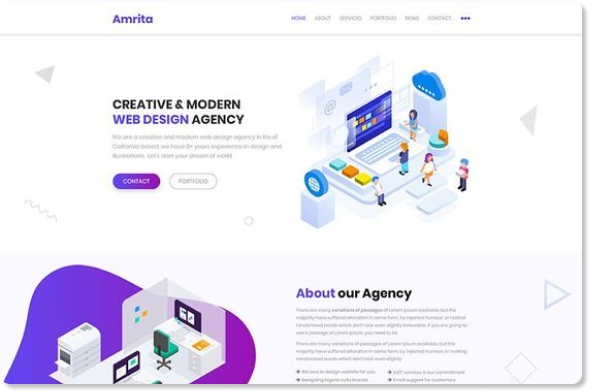 Amrita
HOME ABOUT SERVICES PORTFOLIO NEWS CONTACT
CREATIVE & MODERN
WEB DESIGN AGENCY
We are a creative and modern web design agency in life of
California based, we have 8+ years experience in design and
illustrations. Let's start your dream of world
CONTACT PORTFOLIO
About our Agency
There are many variations of passages of Lorem Ipsum available, but the
majority have suffered alteration in some form, by injected humour, or
randomised words which don't look even slightly believable. If you are going to
use a passage of Lorem Ipsum, you need to be
There are many variations of passages of Lorem Ipsum available, but the
majority have suffered alteration in some form, by injected humour, or
randomised words which don't look even slightly
We love to design website for you 24/7 services is our commitment
Designing logo to suits brands Email support for customers